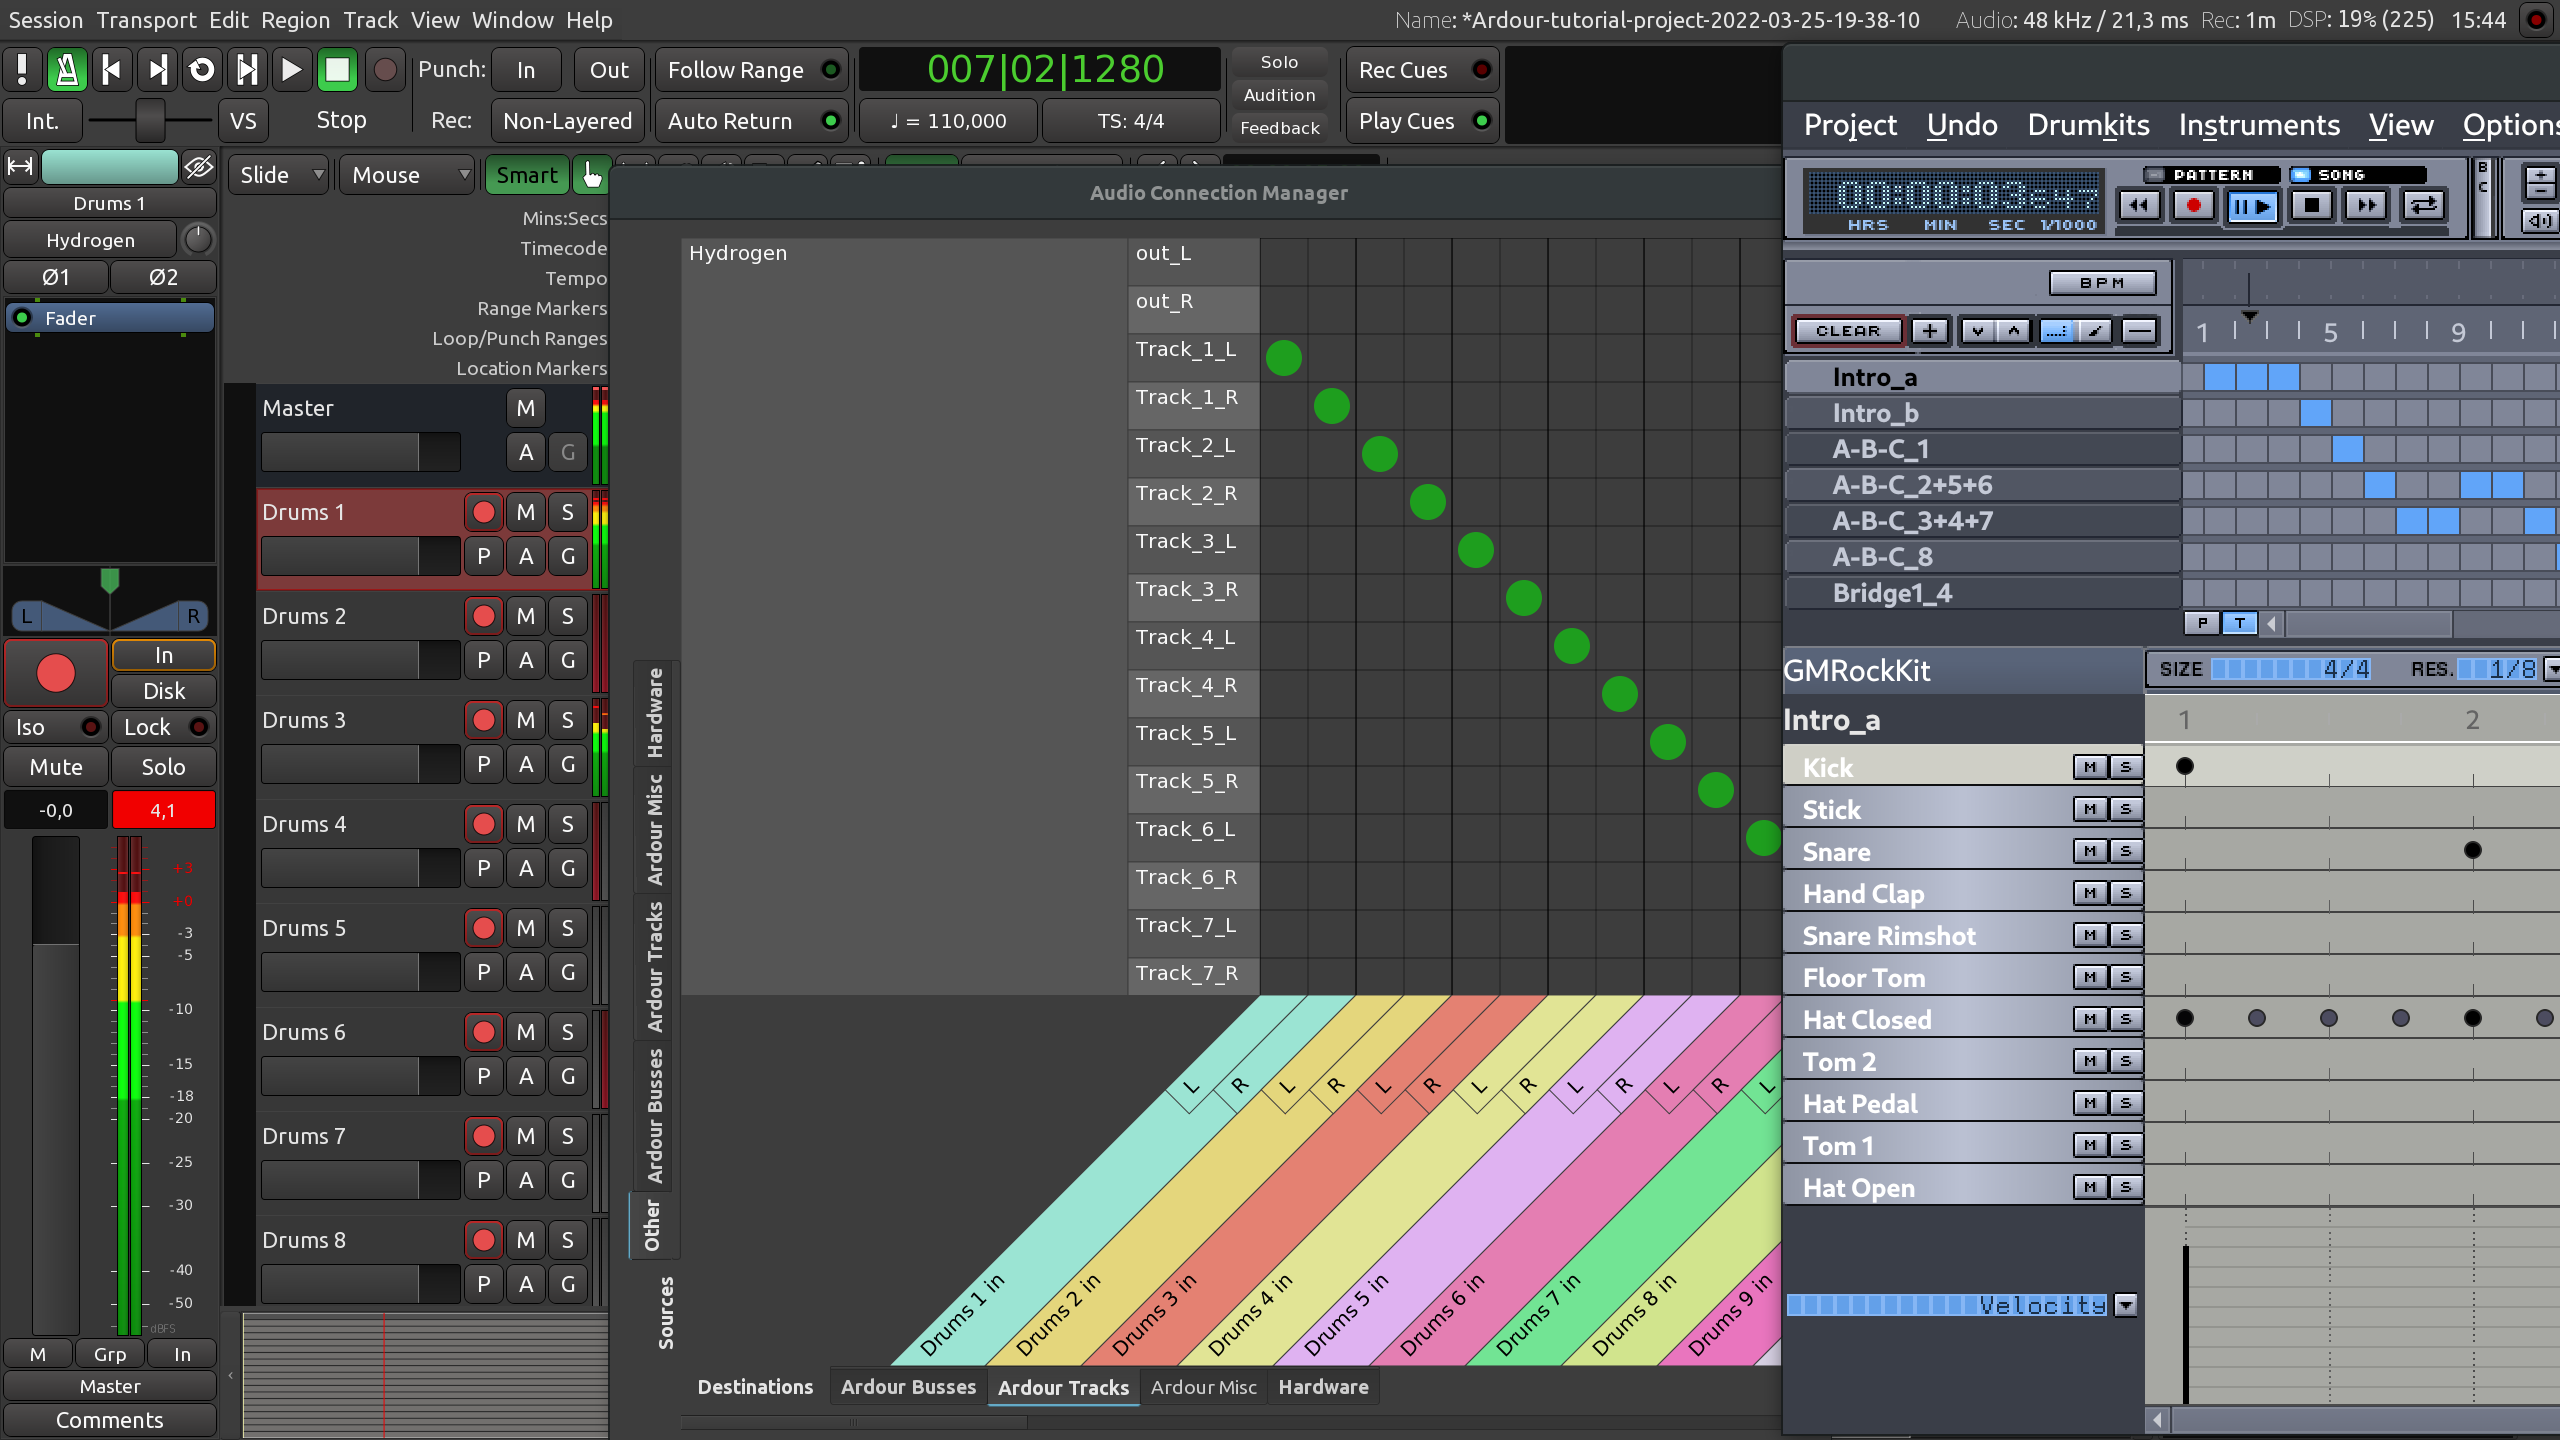 Session Transport Edit Region Track View Window Help
Name: *Ardour-tutorial-project-2022-03-25-19-38-10 Audio: 48 kHz / 21,3 ms Rec: 1m DSP: 19% (225) 15:44
Punch: In Out Follow Range 007|02|1280 Solo Rec Cues
Audition
Int. VS Stop Rec: Non-Layered Auto Return ♩ = 110,000 TS: 4/4 Feedback Play Cues
Drums 1
Hydrogen
Ø1 Ø2
Fader
L R
In
Disk
Iso Lock
Mute Solo
-0,0 4,1
+3
+0
-3
-5
-10
-15
-18
-20
-25
-30
-40
-50
dBFS
M Grp In
Master
Comments
Slide Mouse Smart
Mins:Secs
Timecode
Tempo
Range Markers
Loop/Punch Ranges
Location Markers
Master M
A G
Drums 1 M S
P A G
Drums 2 M S
P A G
Drums 3 M S
P A G
Drums 4 M S
P A G
Drums 5 M S
P A G
Drums 6 M S
P A G
Drums 7 M S
P A G
Drums 8 M S
P A G
Audio Connection Manager
Hydrogen out_L
out_R
Track_1_L
Track_1_R
Track_2_L
Track_2_R
Track_3_L
Track_3_R
Track_4_L
Track_4_R
Track_5_L
Track_5_R
Track_6_L
Track_6_R
Track_7_L
Track_7_R
Hardware
Ardour Misc
Ardour Tracks
Ardour Busses
Other
Sources
L R L R L R L R L R L R L
Drums 1 in
Drums 2 in
Drums 3 in
Drums 4 in
Drums 5 in
Drums 6 in
Drums 7 in
Drums 8 in
Drums 9 in
Destinations Ardour Busses Ardour Tracks Ardour Misc Hardware
Project Undo Drumkits Instruments View Options
00:00:03:847 PATTERN SONG
HRS MIN SEC 1/1000
B
C
BPM
CLEAR 1 5 9
Intro_a
Intro_b
A-B-C_1
A-B-C_2+5+6
A-B-C_3+4+7
A-B-C_8
Bridge1_4
P T
GMRockKit SIZE 4/4 RES. 1/8
Intro_a 1 2
Kick M S
Stick M S
Snare M S
Hand Clap M S
Snare Rimshot M S
Floor Tom M S
Hat Closed M S
Tom 2 M S
Hat Pedal M S
Tom 1 M S
Hat Open M S
Velocity